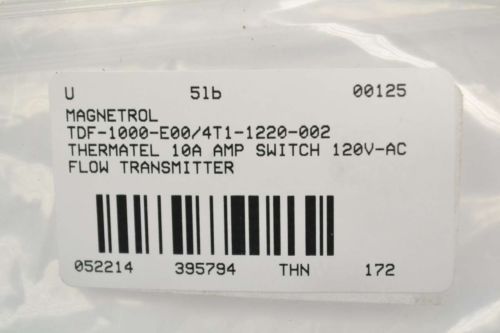 U 5lb 00125
MAGNETROL
TDF-1000-E00/4T1-1220-002
THERMATEL 10A AMP SWITCH 120V-AC
FLOW TRANSMITTER
052214 395794 THN 172